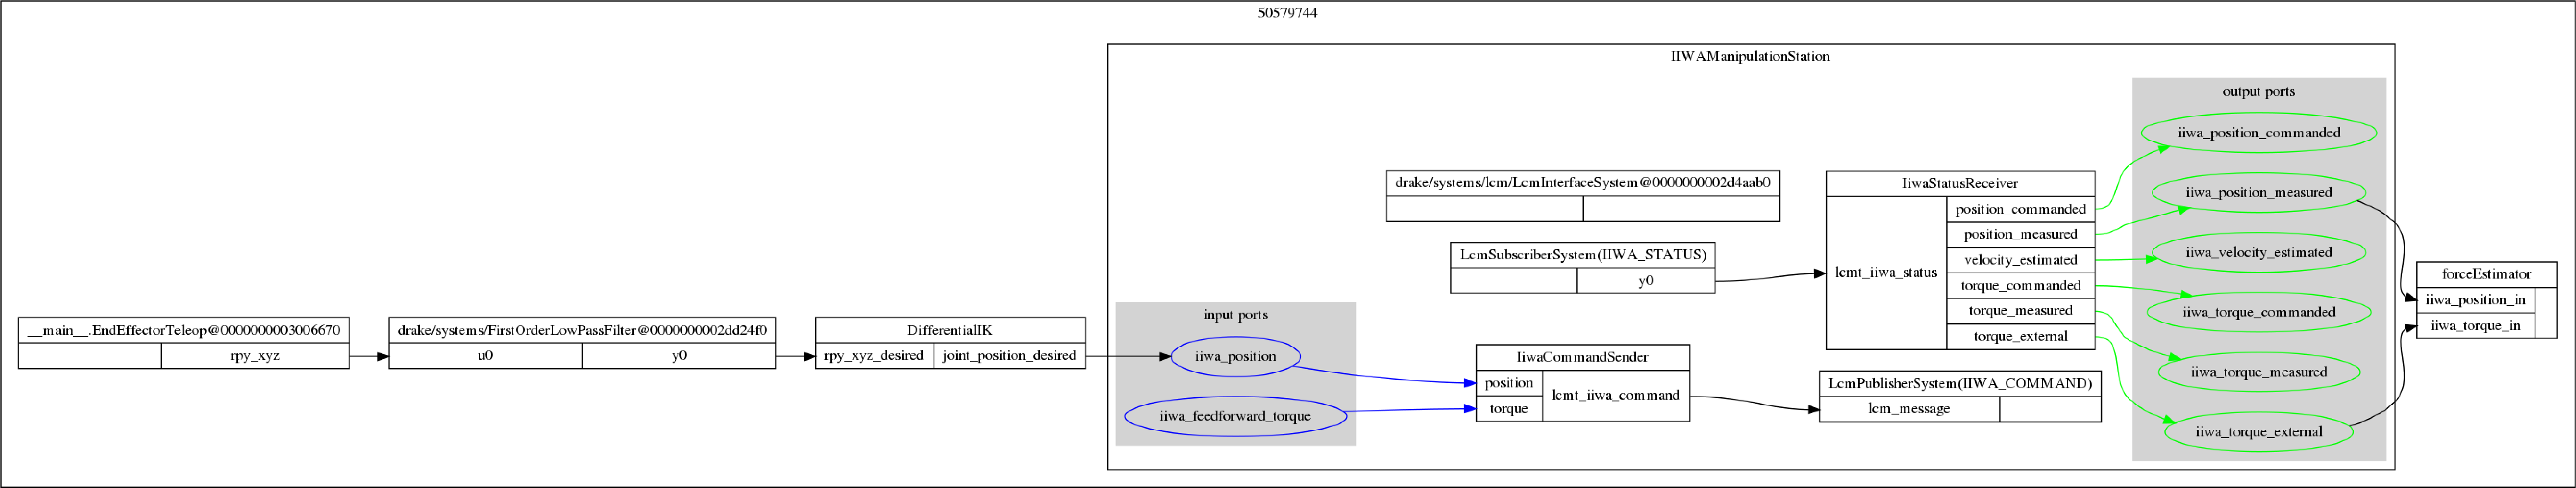 50579744
IIWAManipulationStation
output ports
iiwa_position_commanded
iiwa_position_measured
iiwa_velocity_estimated
iiwa_torque_commanded
iiwa_torque_measured
iiwa_torque_external
drake/systems/lcm/LcmInterfaceSystem@0000000002d4aab0
IiwaStatusReceiver
lcmt_iiwa_status
position_commanded
position_measured
velocity_estimated
torque_commanded
torque_measured
torque_external
LcmSubscriberSystem(IIWA_STATUS)
y0
forceEstimator
iiwa_position_in
iiwa_torque_in
__main__.EndEffectorTeleop@0000000003006670
rpy_xyz
drake/systems/FirstOrderLowPassFilter@0000000002dd24f0
u0
y0
DifferentialIK
rpy_xyz_desired
joint_position_desired
input ports
iiwa_position
iiwa_feedforward_torque
IiwaCommandSender
position
torque
lcmt_iiwa_command
LcmPublisherSystem(IIWA_COMMAND)
lcm_message